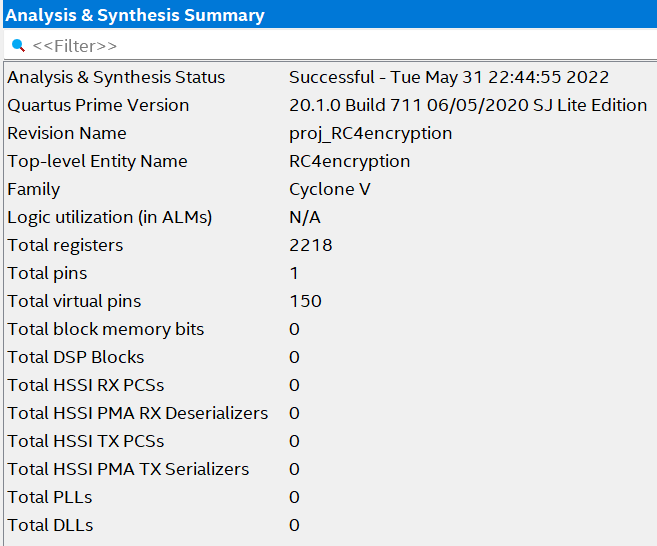 Analysis & Synthesis Summary
<<Filter>>
Analysis & Synthesis Status Successful - Tue May 31 22:44:55 2022
Quartus Prime Version 20.1.0 Build 711 06/05/2020 SJ Lite Edition
Revision Name proj_RC4encryption
Top-level Entity Name RC4encryption
Family Cyclone V
Logic utilization (in ALMs) N/A
Total registers 2218
Total pins 1
Total virtual pins 150
Total block memory bits 0
Total DSP Blocks 0
Total HSSI RX PCSs 0
Total HSSI PMA RX Deserializers 0
Total HSSI TX PCSs 0
Total HSSI PMA TX Serializers 0
Total PLLs 0
Total DLLs 0